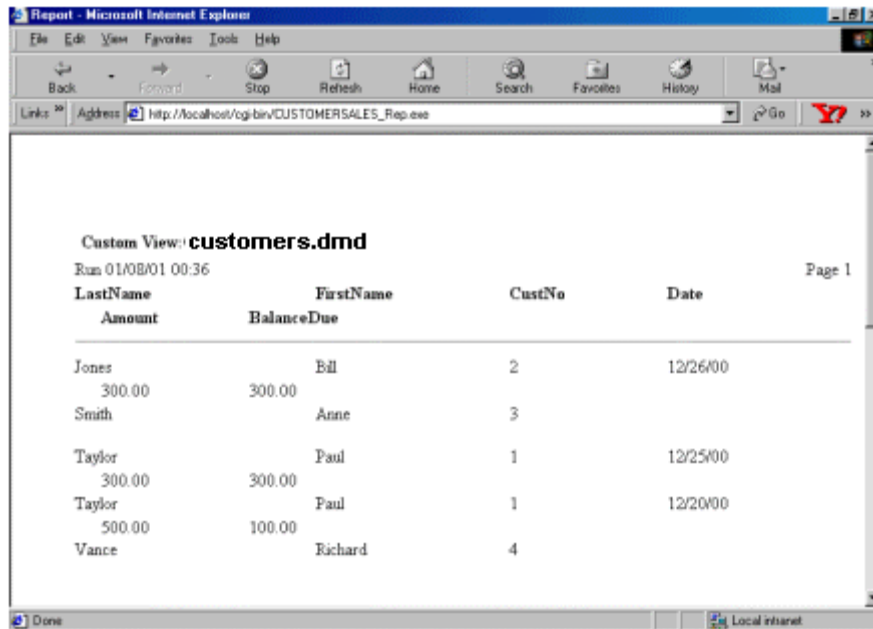 Report - Microsoft Internet Explorer
File Edit View Favorites Tools Help
Back Forward Stop Refresh Home Search Favorites History Mail
Links » Address http://localhost/cgi-bin/CUSTOMERSALES_Rep.exe Go Y? »
Custom View: customers.dmd
Run 01/08/01 00:36 Page 1
LastName FirstName CustNo Date
Amount BalanceDue
Jones Bill 2 12/26/00
300.00 300.00
Smith Anne 3
Taylor Paul 1 12/25/00
300.00 300.00
Taylor Paul 1 12/20/00
500.00 100.00
Vance Richard 4
Done Local intranet